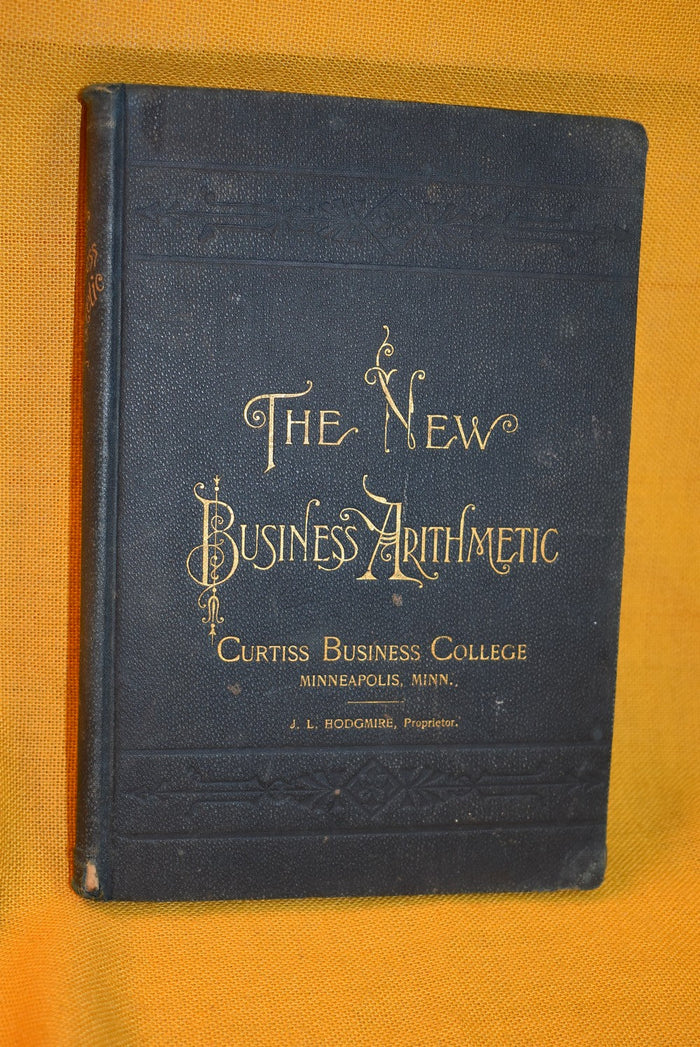 The New
Business Arithmetic
Curtiss Business College
Minneapolis, Minn.
J. L. Hodgmire, Proprietor.